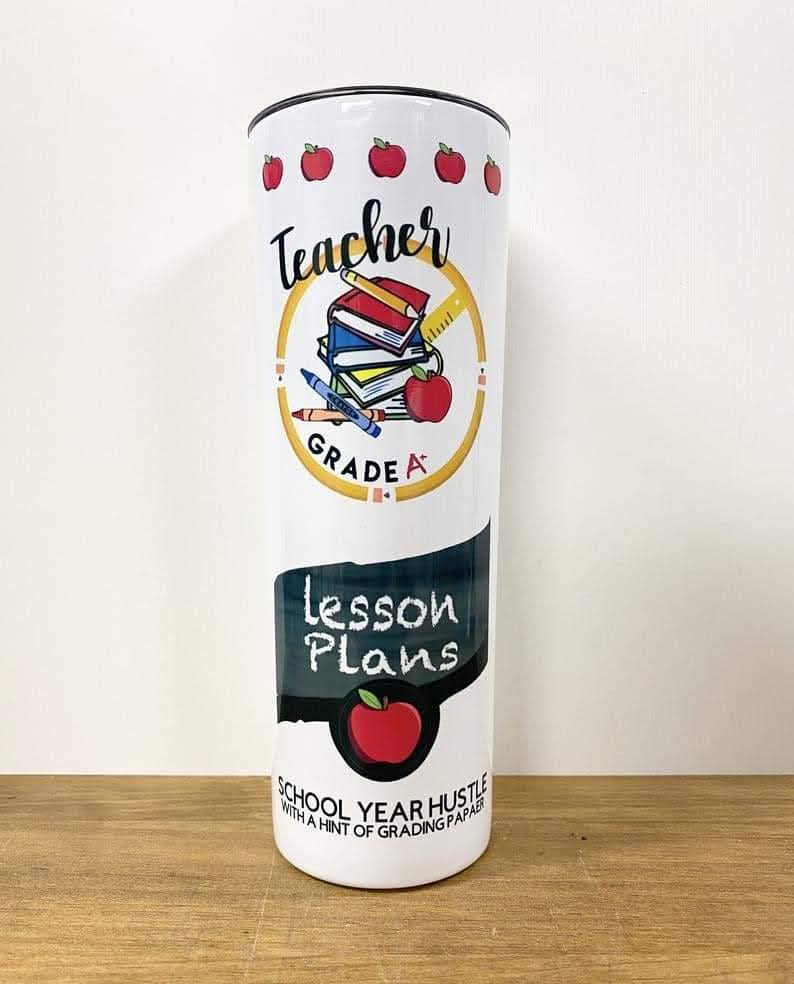 Teacher
GRADE A+
lesson
Plans
SCHOOL YEAR HUSTLE
WITH A HINT OF GRADING PAPAER